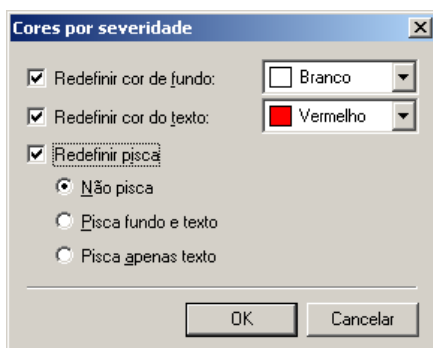 Cores por severidade
Redefinir cor de fundo: Branco
Redefinir cor do texto: Vermelho
Redefinir pisca
Não pisca
Pisca fundo e texto
Pisca apenas texto
OK Cancelar